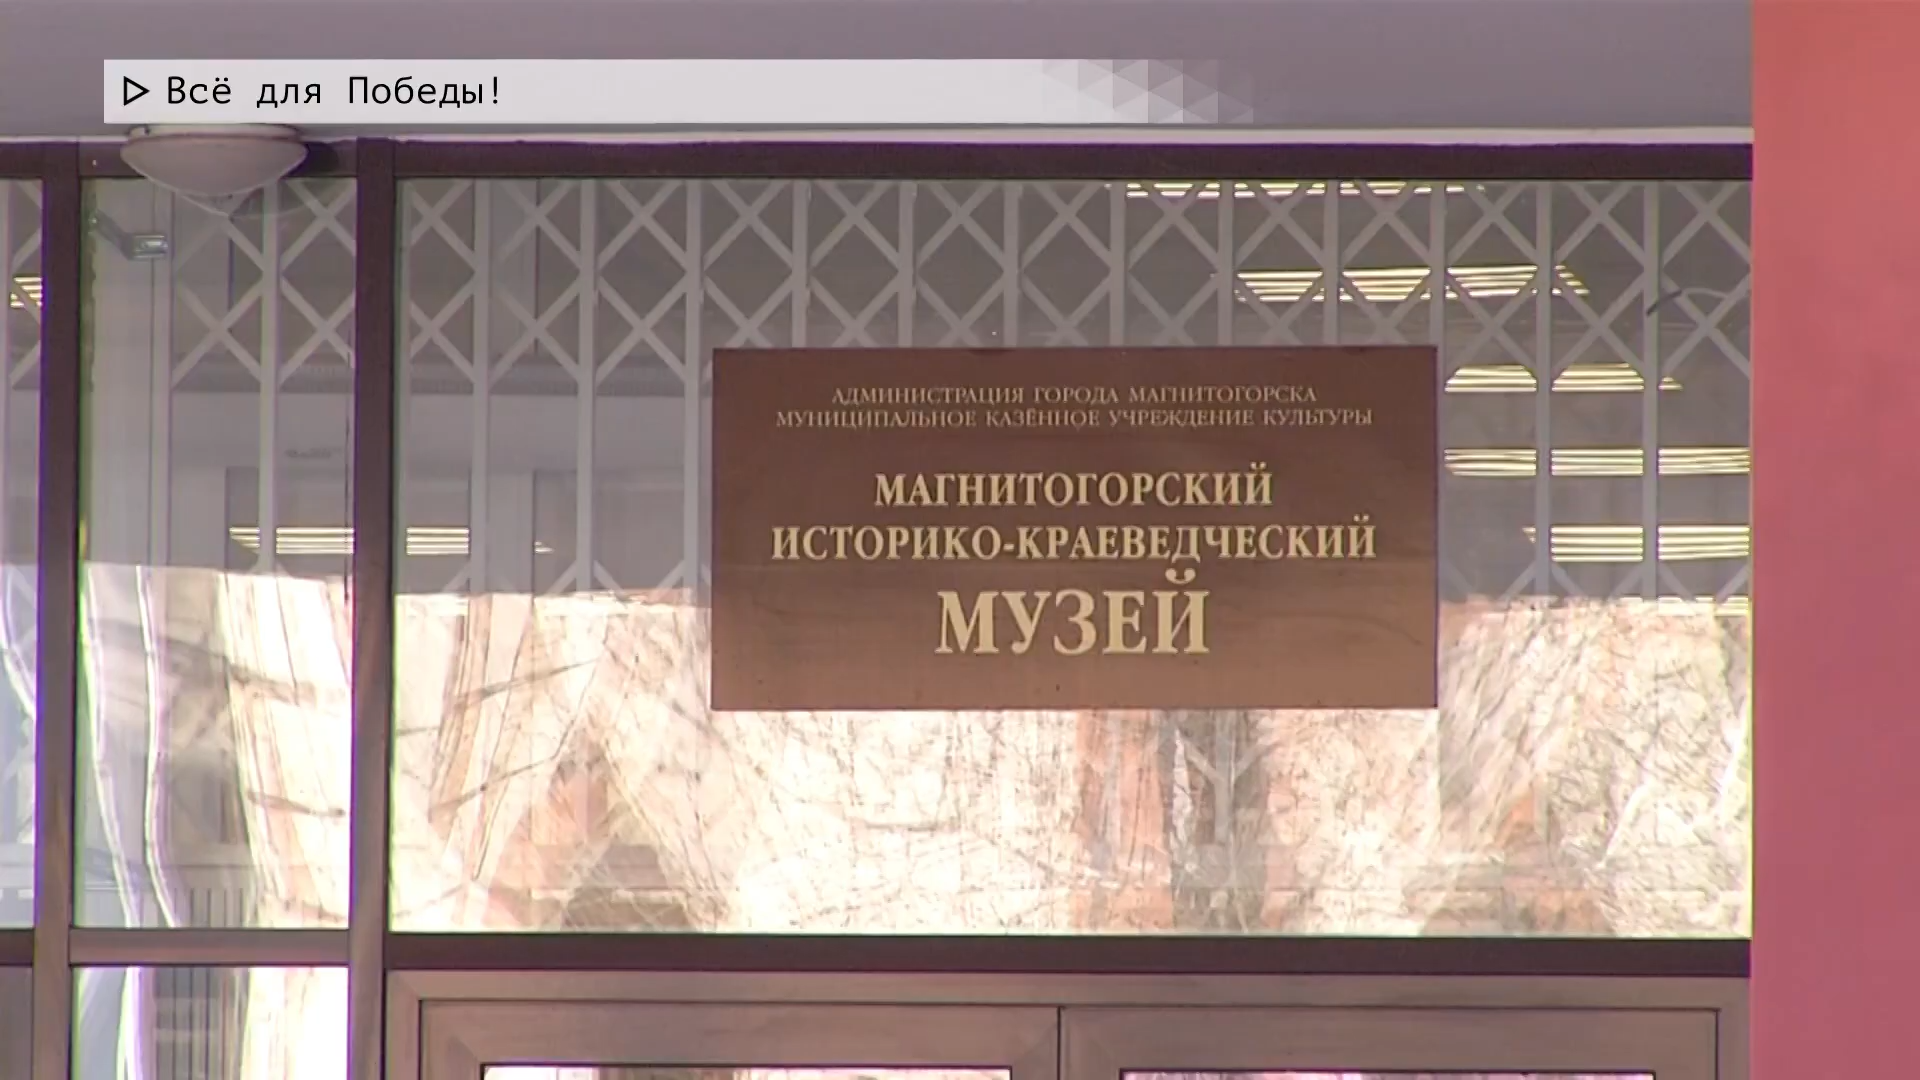 Всё для Победы!
АДМИНИСТРАЦИЯ ГОРОДА МАГНИТОГОРСКА
МУНИЦИПАЛЬНОЕ КАЗЁННОЕ УЧРЕЖДЕНИЕ КУЛЬТУРЫ
МАГНИТОГОРСКИЙ
ИСТОРИКО-КРАЕВЕДЧЕСКИЙ
МУЗЕЙ